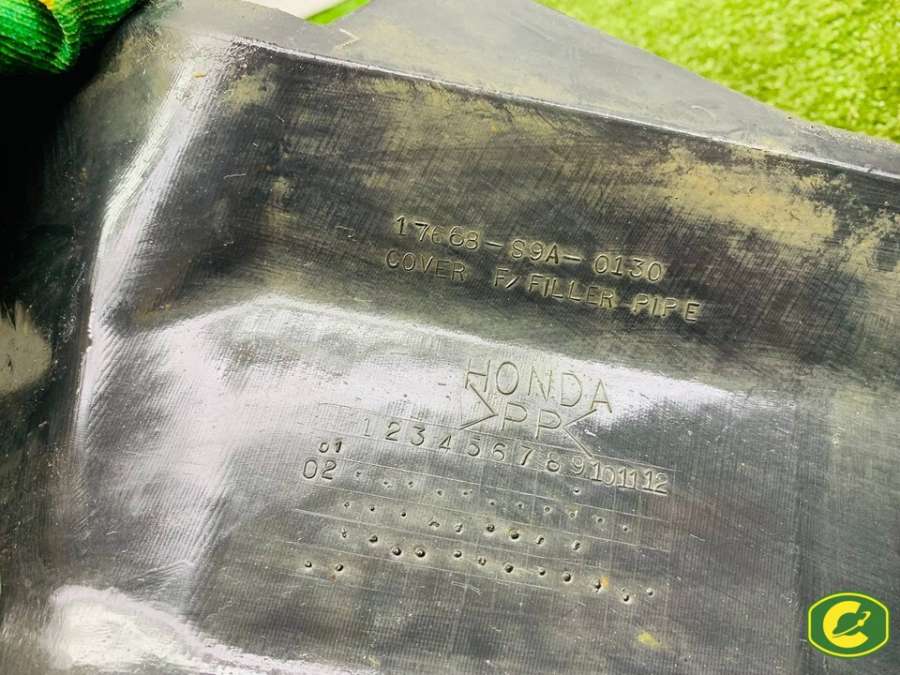 17668-S9A-0130
COVER F/FILLER PIPE
HONDA
>PP<
1 2 3 4 5 6 7 8 9 10 11 12
01
02
C